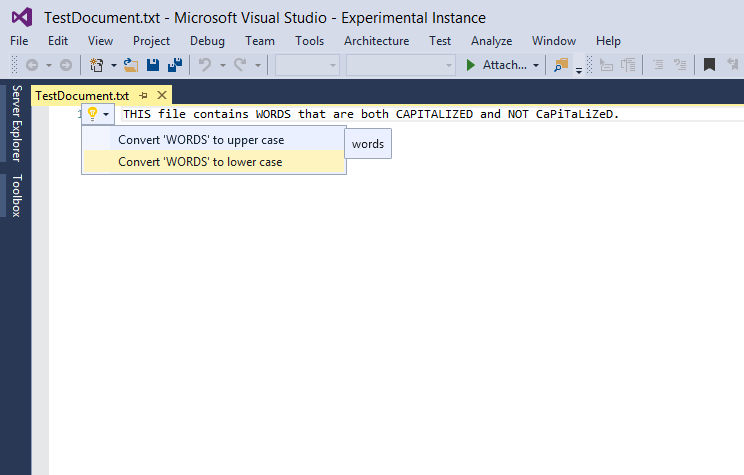 TestDocument.txt - Microsoft Visual Studio - Experimental Instance
File Edit View Project Debug Team Tools Architecture Test Analyze Window Help
Attach...
Server Explorer
Toolbox
TestDocument.txt
1 THIS file contains WORDS that are both CAPITALIZED and NOT CaPiTaLiZeD.
Convert 'WORDS' to upper case
Convert 'WORDS' to lower case
words